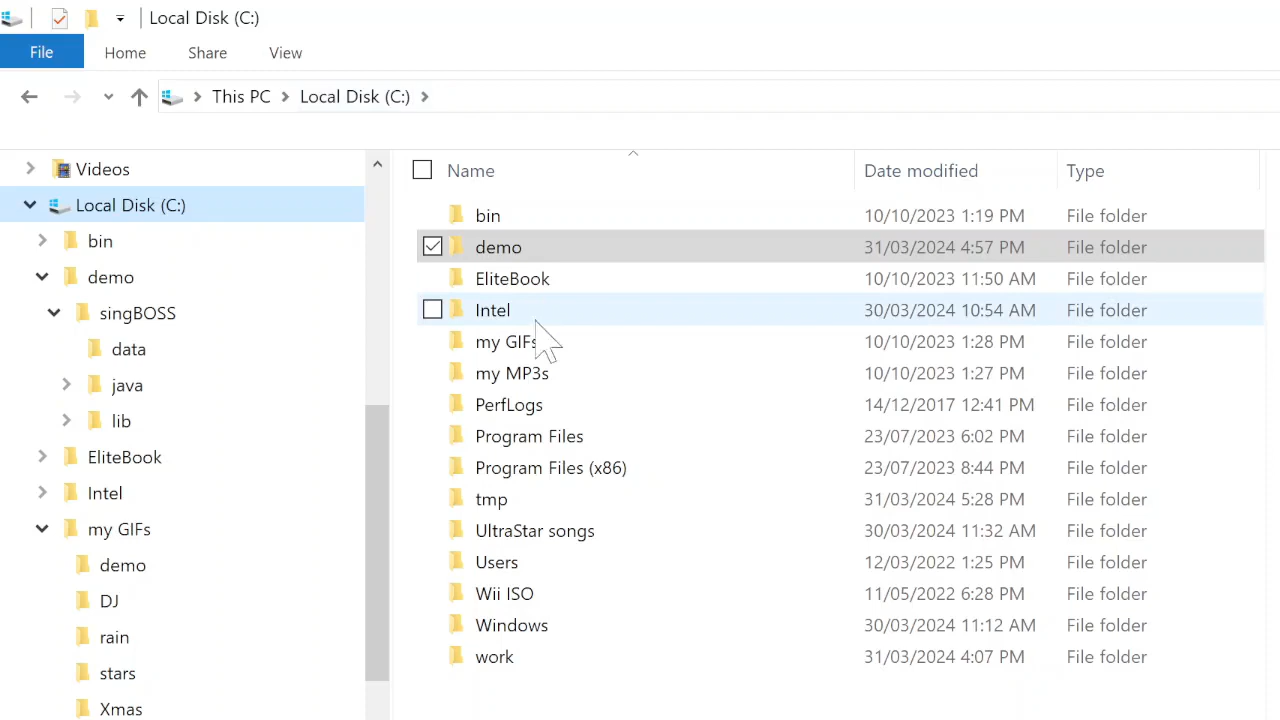 Local Disk (C:)
File Home Share View
This PC Local Disk (C:)
Videos
Local Disk (C:)
bin
demo
singBOSS
data
java
lib
EliteBook
Intel
my GIFs
demo
DJ
rain
stars
Xmas
Name Date modified Type
bin 10/10/2023 1:19 PM File folder
demo 31/03/2024 4:57 PM File folder
EliteBook 10/10/2023 11:50 AM File folder
Intel 30/03/2024 10:54 AM File folder
my GIFs 10/10/2023 1:28 PM File folder
my MP3s 10/10/2023 1:27 PM File folder
PerfLogs 14/12/2017 12:41 PM File folder
Program Files 23/07/2023 6:02 PM File folder
Program Files (x86) 23/07/2023 8:44 PM File folder
tmp 31/03/2024 5:28 PM File folder
UltraStar songs 30/03/2024 11:32 AM File folder
Users 12/03/2022 1:25 PM File folder
Wii ISO 11/05/2022 6:28 PM File folder
Windows 30/03/2024 11:12 AM File folder
work 31/03/2024 4:07 PM File folder